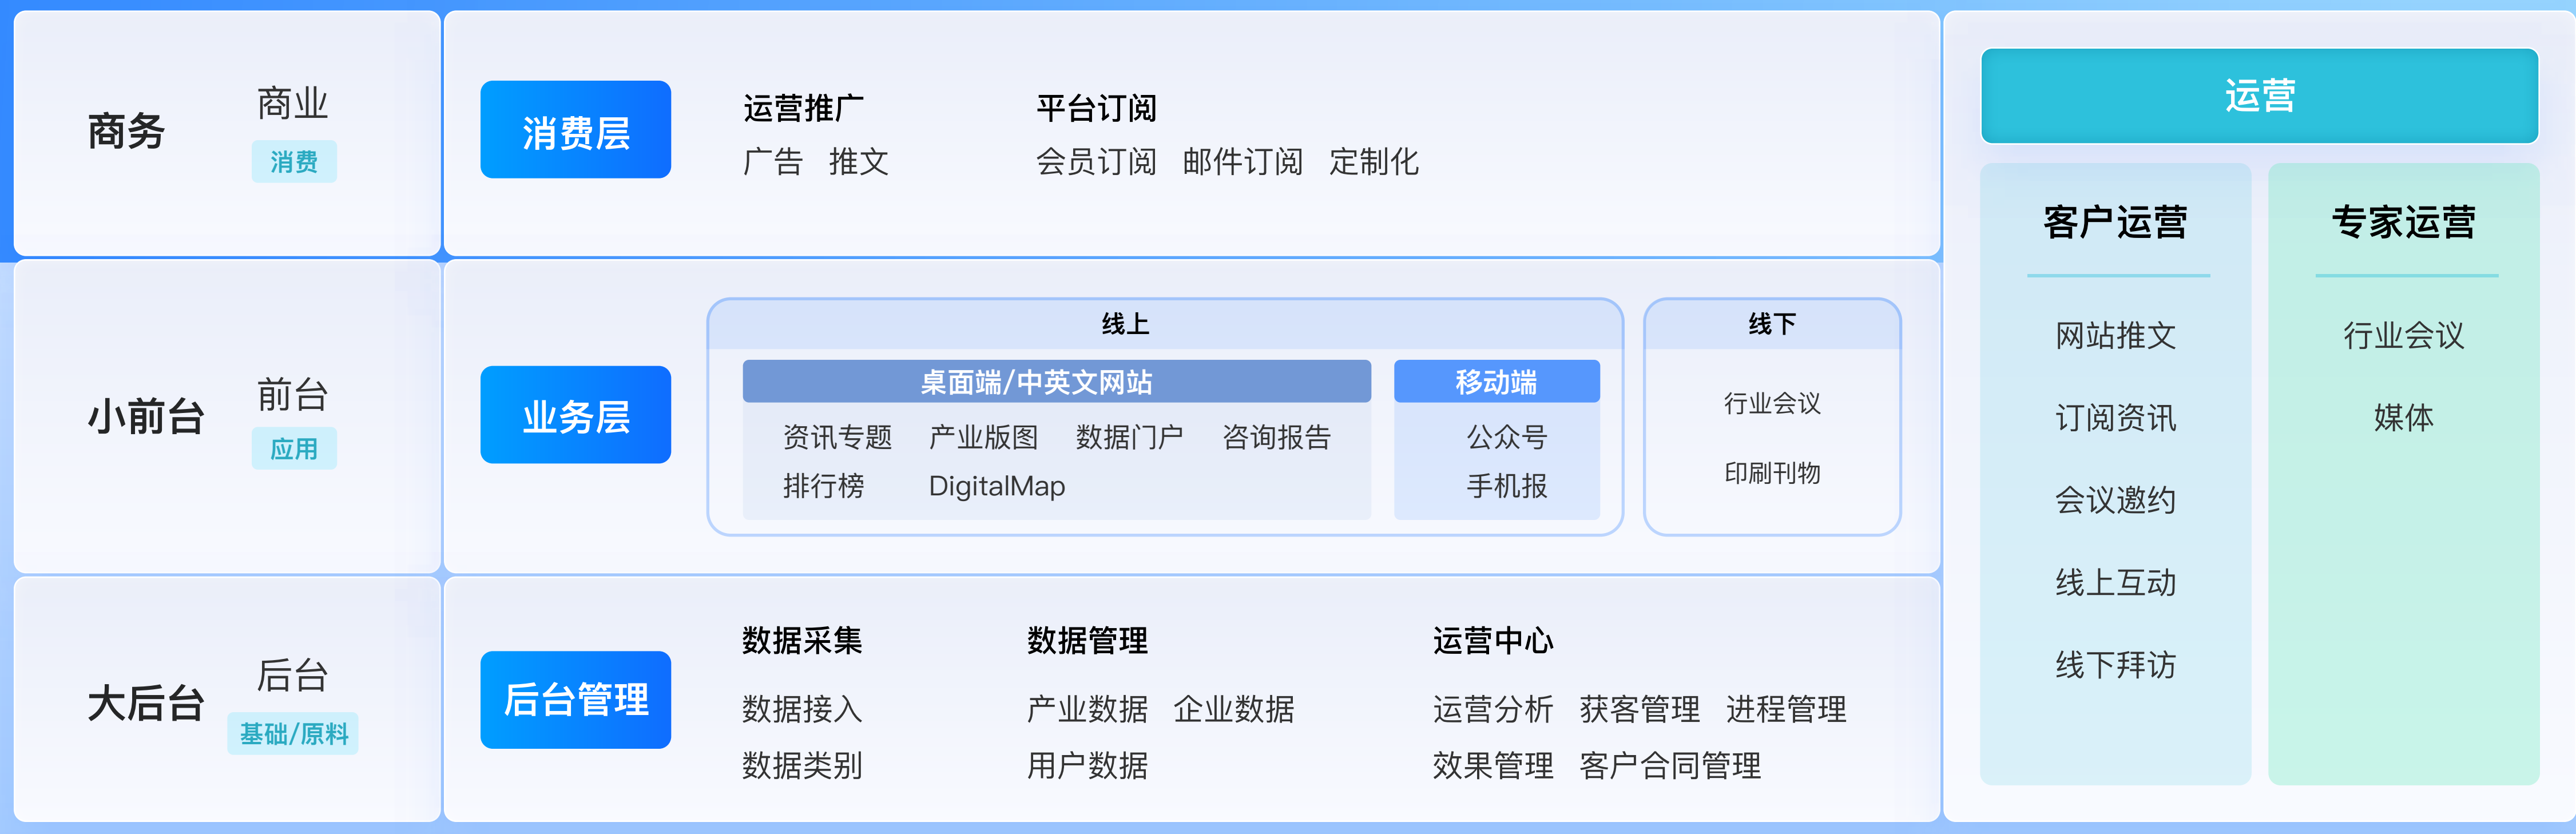 商务
商业
消费
消费层
运营推广
广告 推文
平台订阅
会员订阅 邮件订阅 定制化
小前台
前台
应用
业务层
线上
桌面端/中英文网站
资讯专题 产业版图 数据门户 咨询报告
排行榜 DigitalMap
移动端
公众号
手机报
线下
行业会议
印刷刊物
大后台
后台
基础/原料
后台管理
数据采集
数据接入
数据类别
数据管理
产业数据 企业数据
用户数据
运营中心
运营分析 获客管理 进程管理
效果管理 客户合同管理
运营
客户运营
网站推文
订阅资讯
会议邀约
线上互动
线下拜访
专家运营
行业会议
媒体